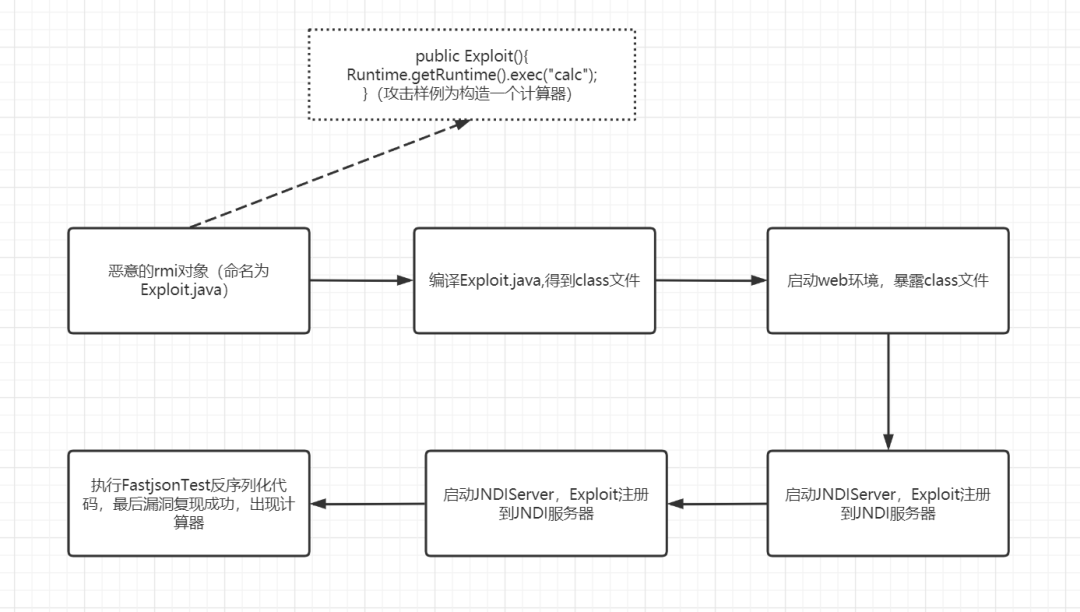 public Exploit(){
Runtime.getRuntime().exec("calc");
}（攻击样例为构造一个计算器）
恶意的rmi对象（命名为
Exploit.java）
编译Exploit.java,得到class文件
启动web环境，暴露class文件
启动JNDIServer，Exploit注册
到JNDI服务器
启动JNDIServer，Exploit注册
到JNDI服务器
执行FastjsonTest反序列化代
码，最后漏洞复现成功，出现计
算器